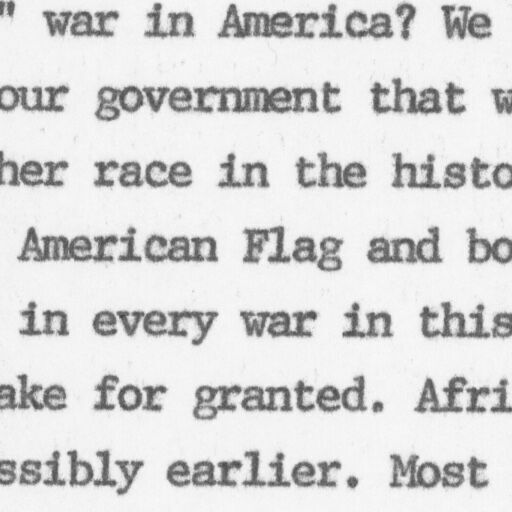 " war in America? We
our government that w
her race in the histo
American Flag and bo
in every war in this
ake for granted. Afri
ssibly earlier. Most